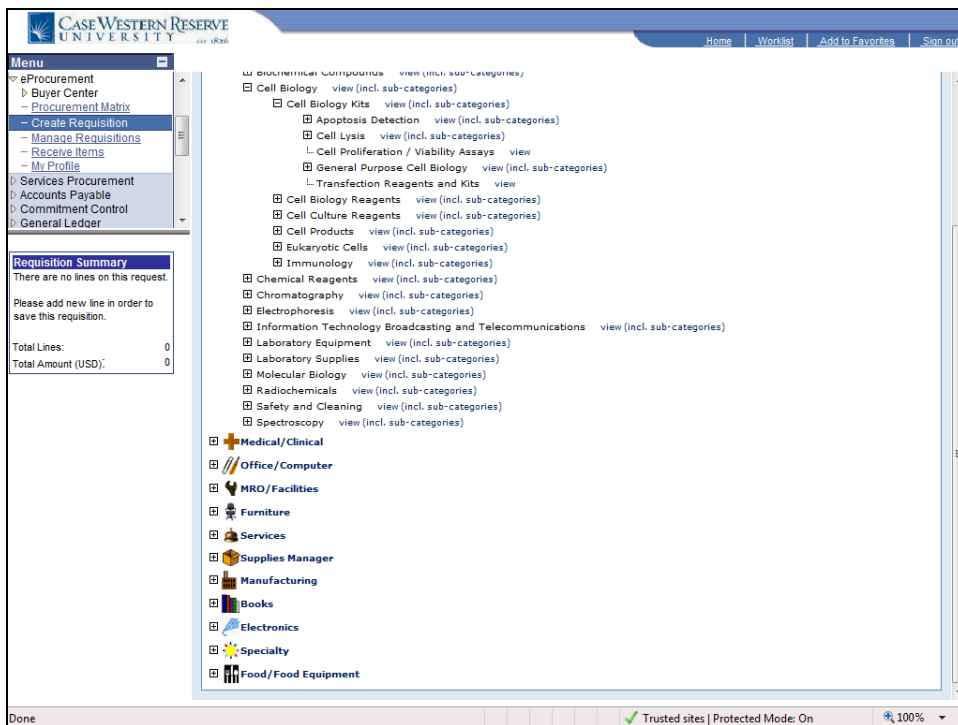 CASE WESTERN RESERVE
UNIVERSITY EST. 1826
Home Worklist Add to Favorites Sign out
Menu
eProcurement
Buyer Center
Procurement Matrix
Create Requisition
Manage Requisitions
Receive Items
My Profile
Services Procurement
Accounts Payable
Commitment Control
General Ledger
Requisition Summary
There are no lines on this request.
Please add new line in order to
save this requisition.
Total Lines: 0
Total Amount (USD): 0
Biochemical Compounds view (incl. sub-categories)
Cell Biology view (incl. sub-categories)
Cell Biology Kits view (incl. sub-categories)
Apoptosis Detection view (incl. sub-categories)
Cell Lysis view (incl. sub-categories)
Cell Proliferation / Viability Assays view
General Purpose Cell Biology view (incl. sub-categories)
Transfection Reagents and Kits view
Cell Biology Reagents view (incl. sub-categories)
Cell Culture Reagents view (incl. sub-categories)
Cell Products view (incl. sub-categories)
Eukaryotic Cells view (incl. sub-categories)
Immunology view (incl. sub-categories)
Chemical Reagents view (incl. sub-categories)
Chromatography view (incl. sub-categories)
Electrophoresis view (incl. sub-categories)
Information Technology Broadcasting and Telecommunications view (incl. sub-categories)
Laboratory Equipment view (incl. sub-categories)
Laboratory Supplies view (incl. sub-categories)
Molecular Biology view (incl. sub-categories)
Radiochemicals view (incl. sub-categories)
Safety and Cleaning view (incl. sub-categories)
Spectroscopy view (incl. sub-categories)
Medical/Clinical
Office/Computer
MRO/Facilities
Furniture
Services
Supplies Manager
Manufacturing
Books
Electronics
Specialty
Food/Food Equipment
Done Trusted sites | Protected Mode: On 100%